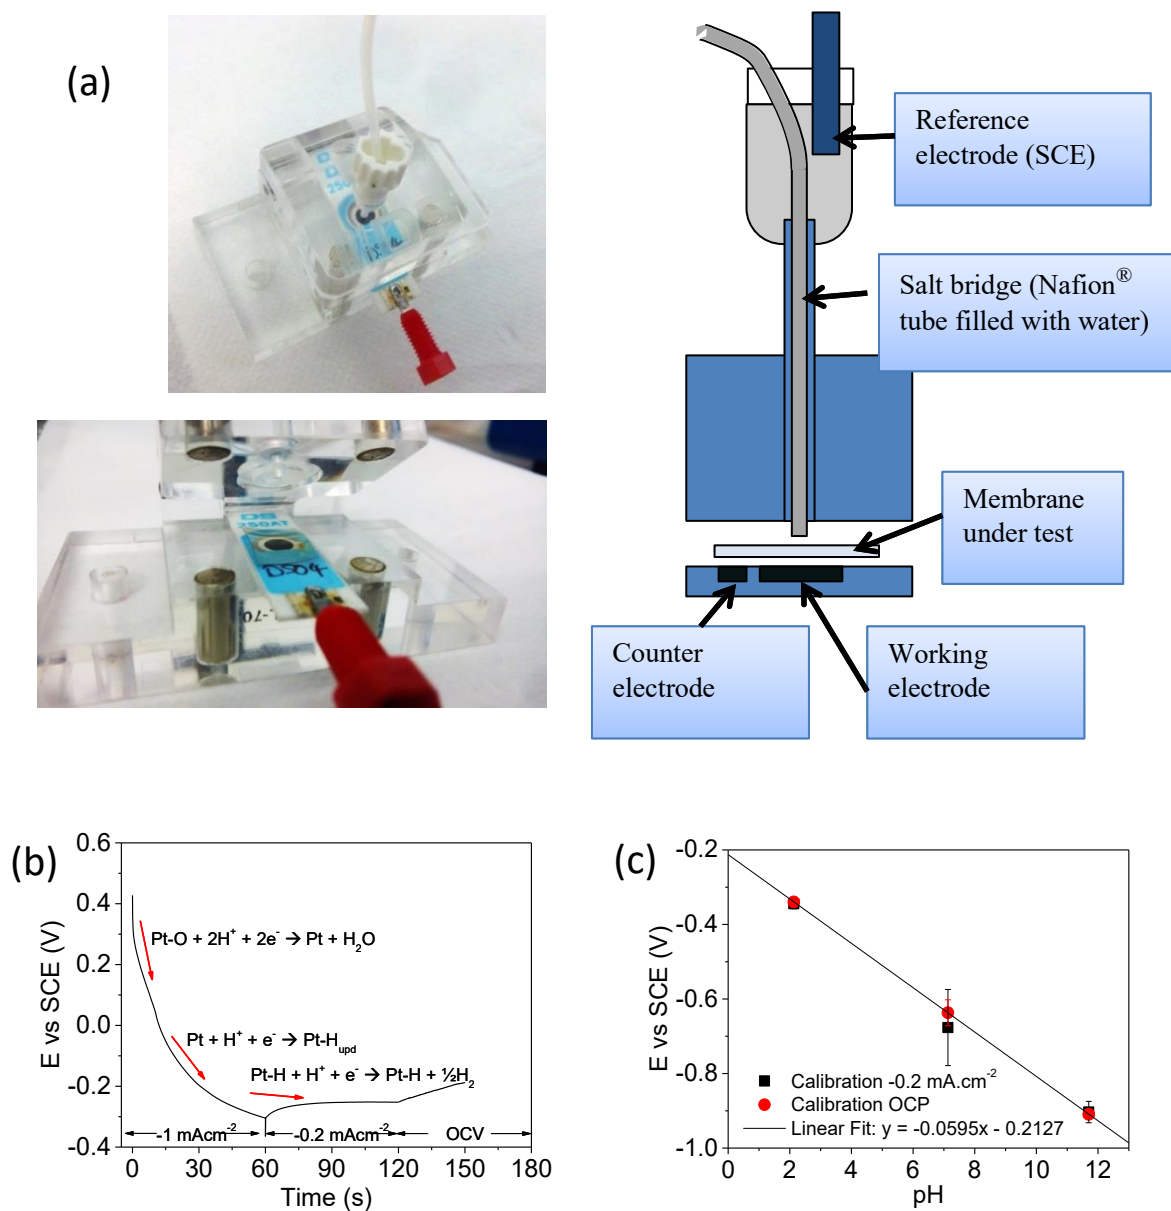 (a)
DS
250AT
DS04
Reference
electrode (SCE)
Salt bridge (Nafion®
tube filled with water)
Membrane
under test
Counter
electrode
Working
electrode
(b)
0.6
0.4
0.2
0.0
-0.2
-0.4
E vs SCE (V)
Pt-O + 2H⁺ + 2e⁻ → Pt + H₂O
Pt + H⁺ + e⁻ → Pt-Hupd
Pt-H + H⁺ + e⁻ → Pt-H + ½H₂
-1 mAcm⁻²
-0.2 mAcm⁻²
OCV
0 30 60 90 120 150 180
Time (s)
(c)
-0.2
-0.4
-0.6
-0.8
-1.0
E vs SCE (V)
Calibration -0.2 mA.cm⁻²
Calibration OCP
Linear Fit: y = -0.0595x - 0.2127
0 2 4 6 8 10 12
pH